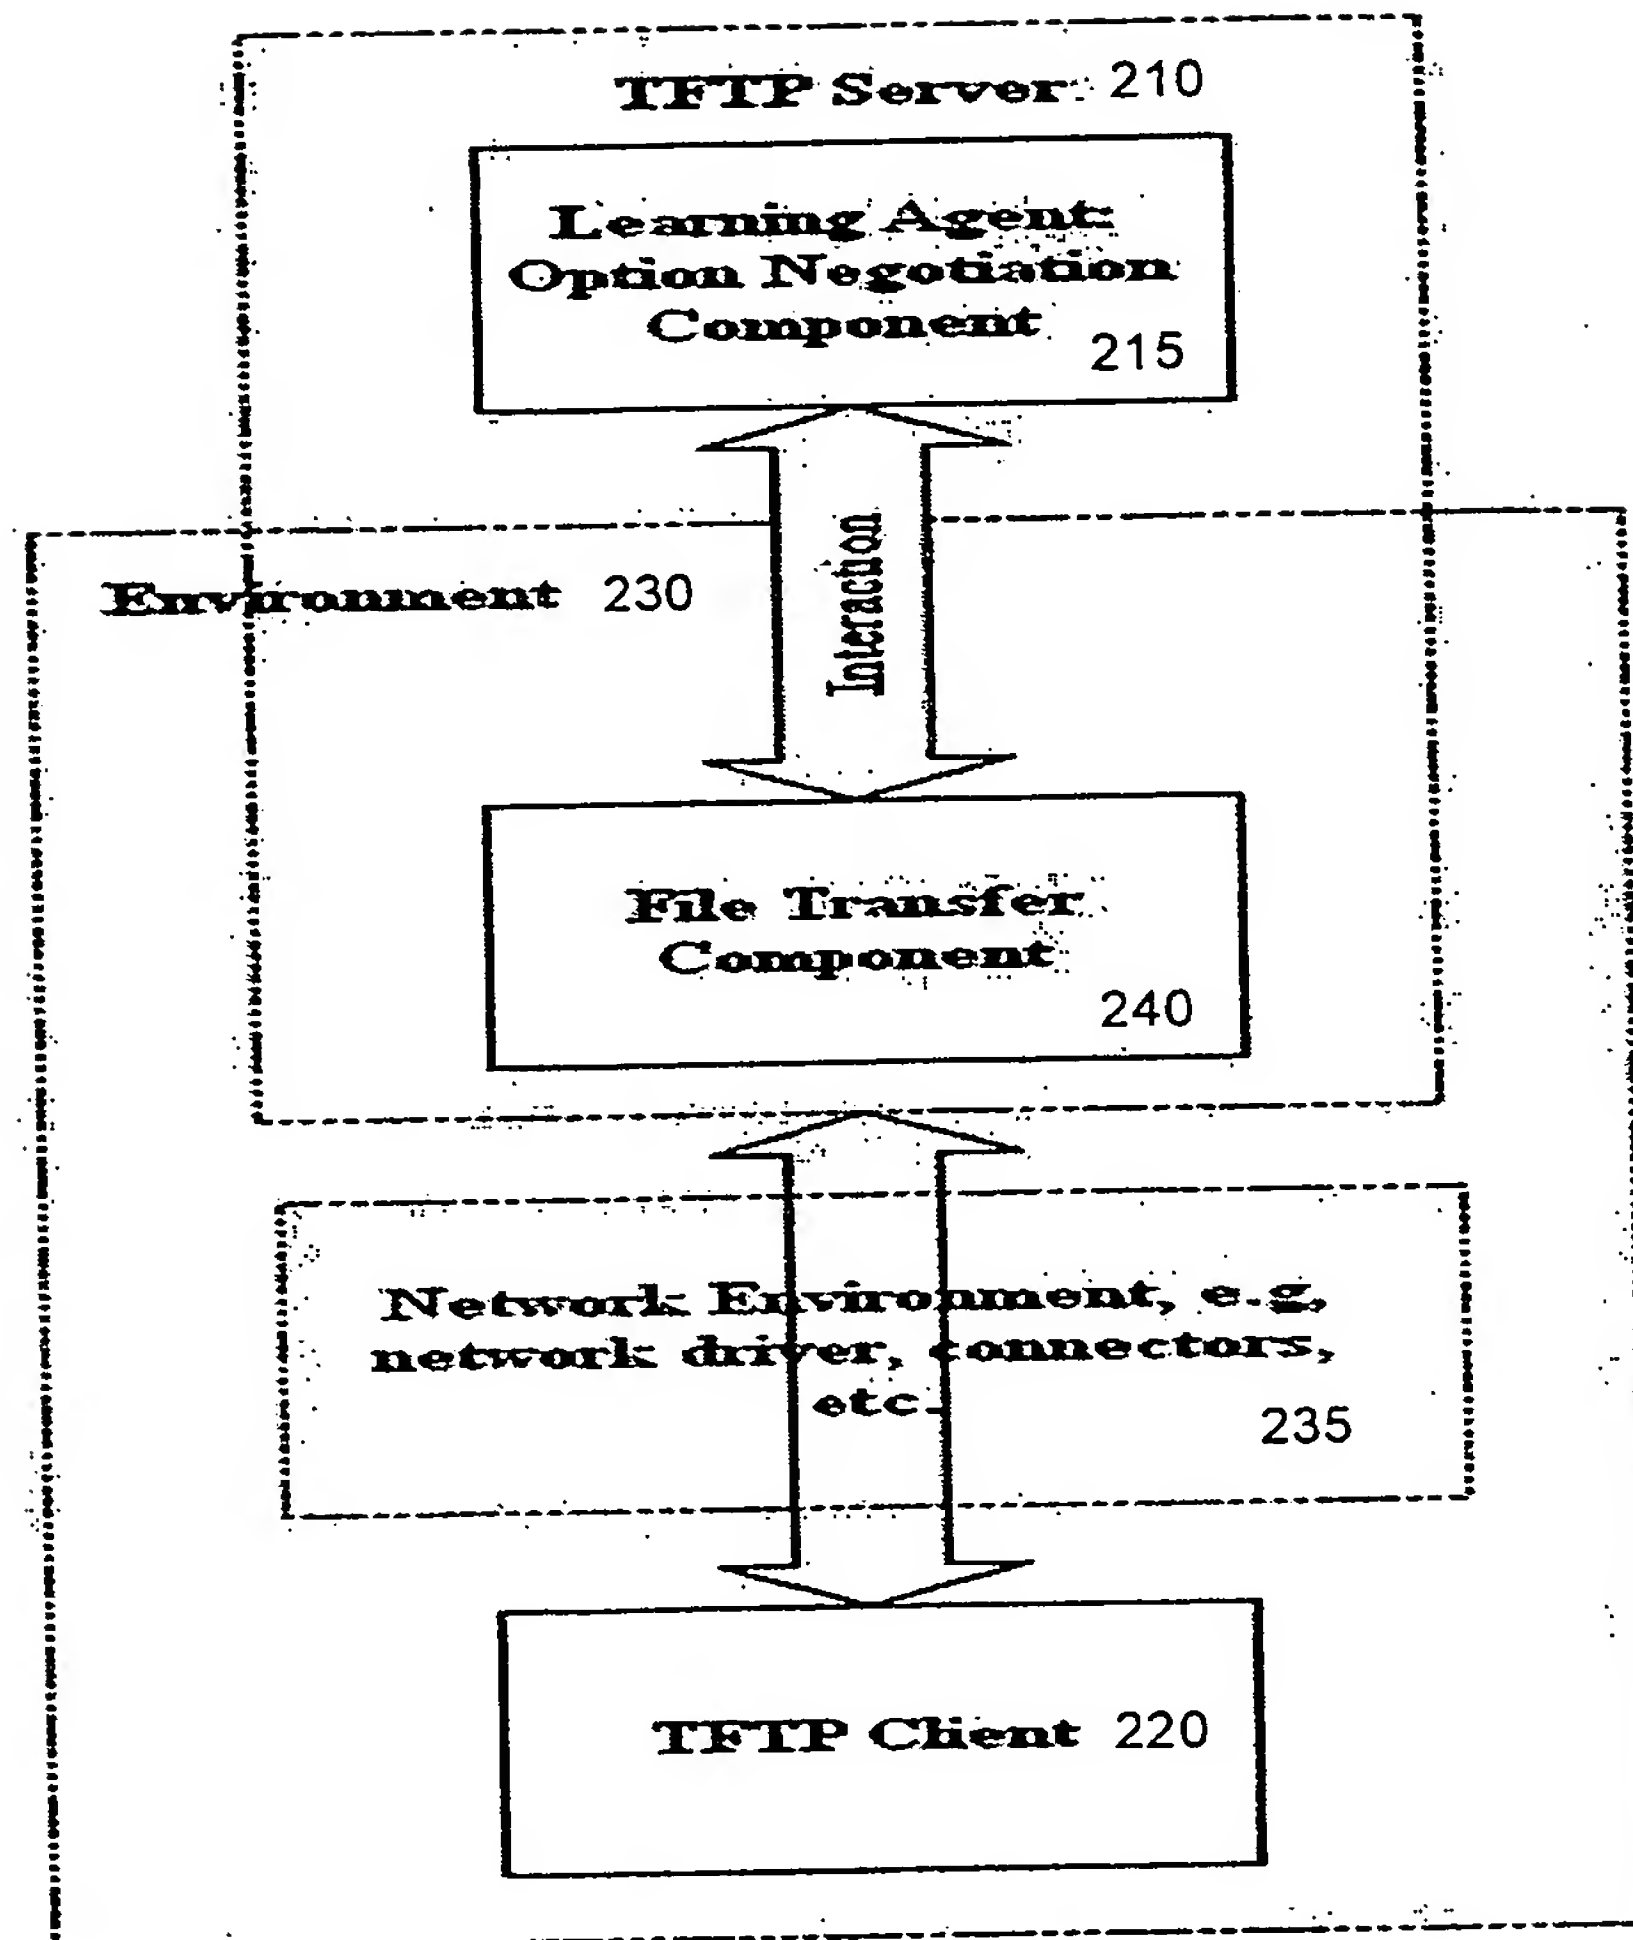 TFTP Server 210
Learning Agent:
Option Negotiation
Component
215
Interaction
Environment 230
File Transfer
Component
240
Network Environment, e.g,
network driver, connectors,
etc.
235
TFTP Client 220